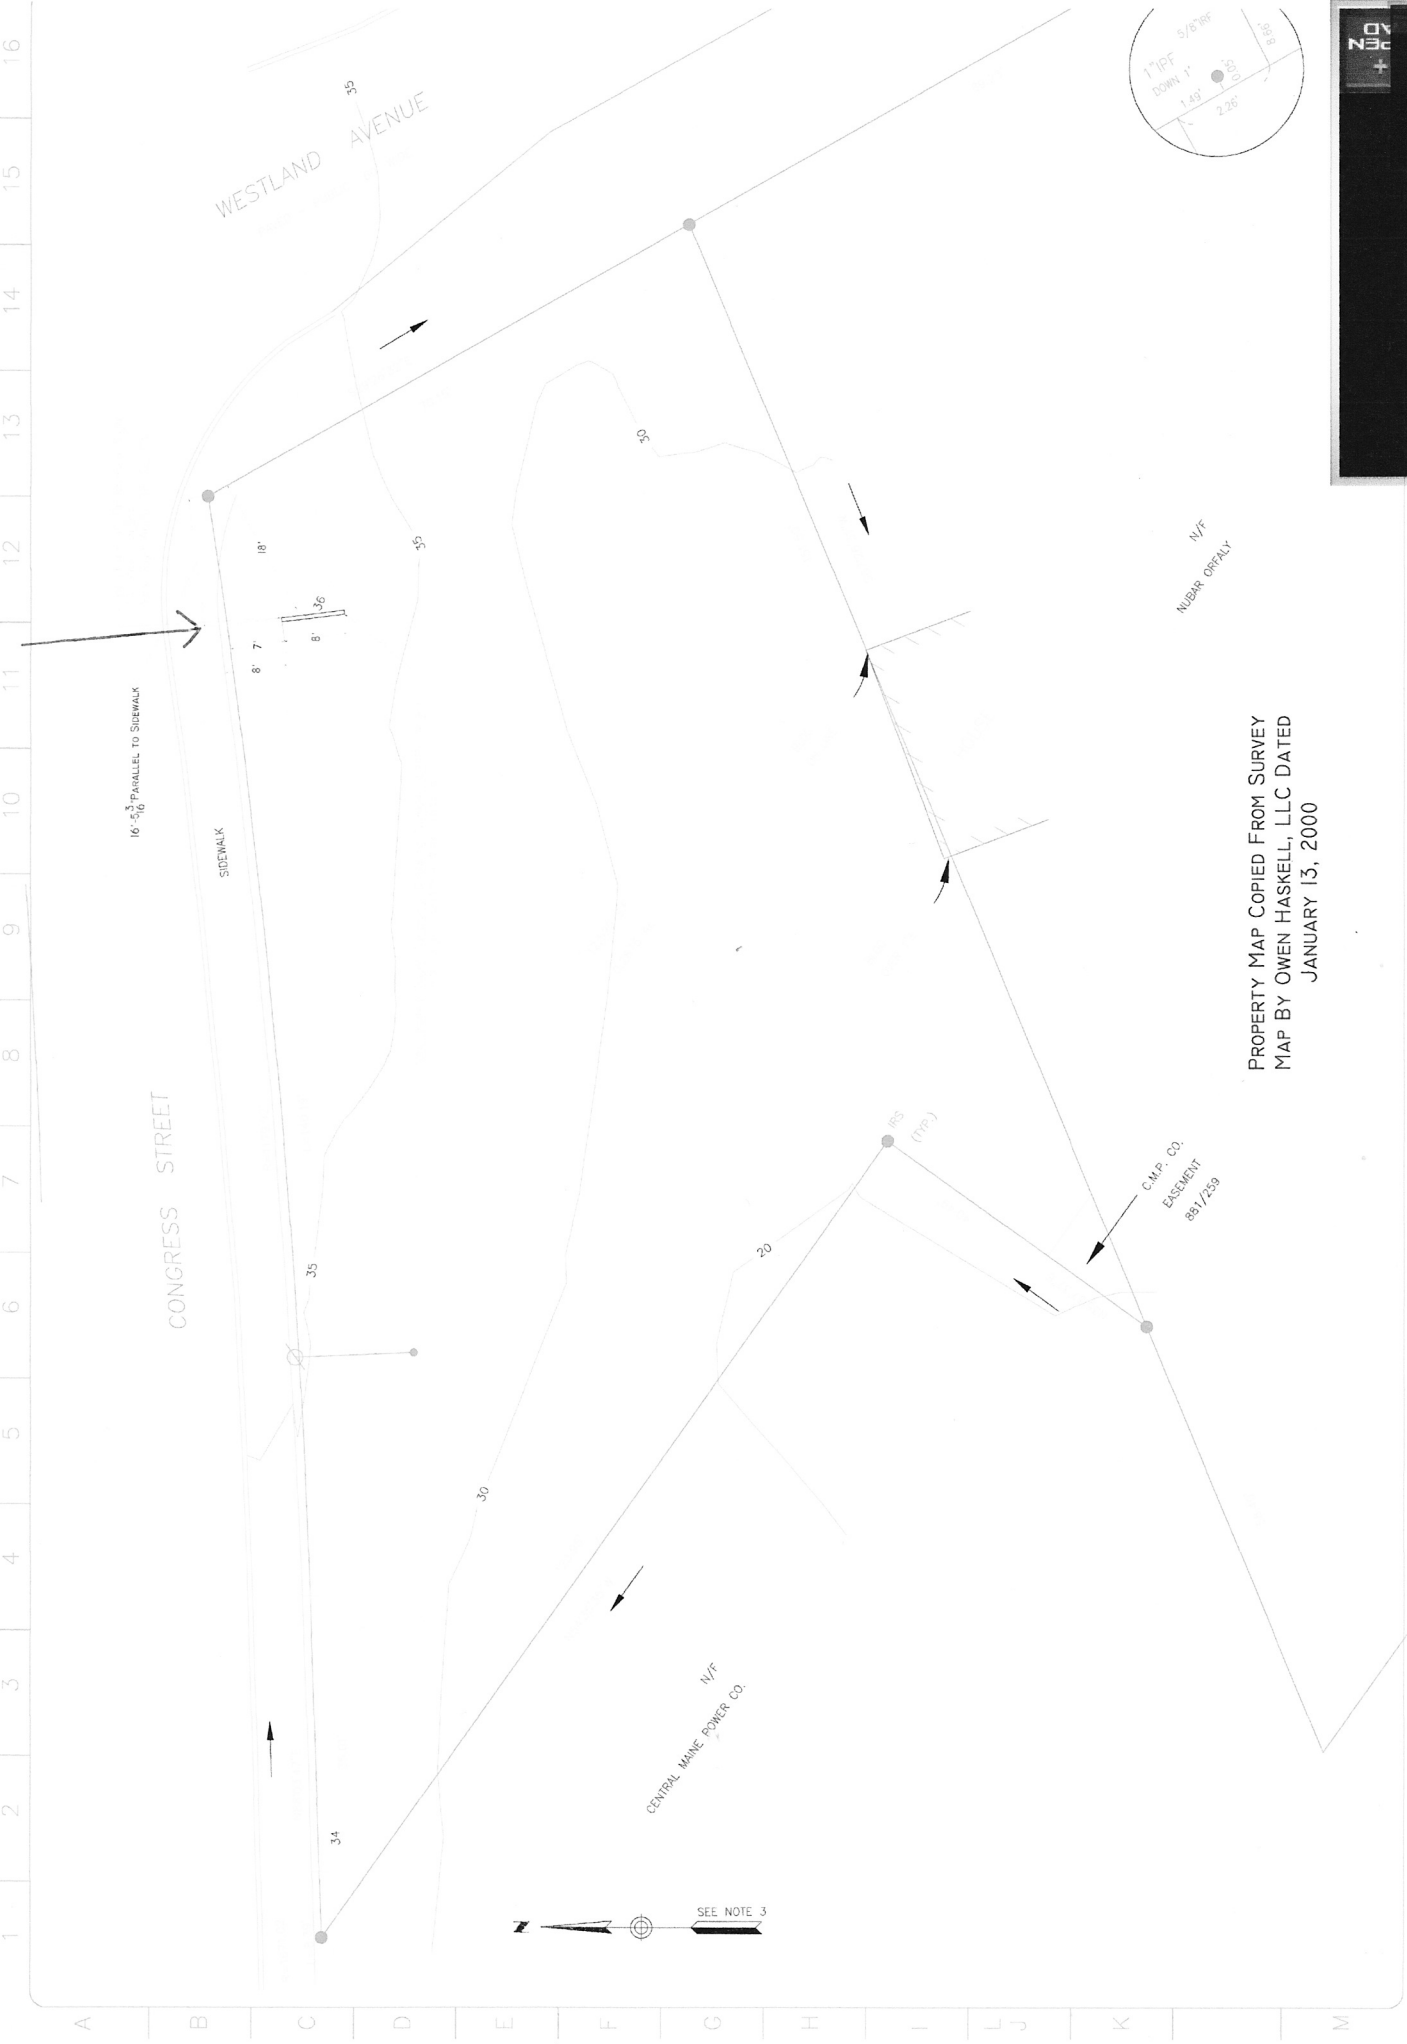 16
15
14
13
12
11
10
9
8
7
6
5
4
3
2
1
A
B
C
D
E
F
G
H
I
J
K
L
M
WESTLAND AVENUE
CONGRESS STREET
SIDEWALK
16'-5 3/16" PARALLEL TO SIDEWALK
35
18'
36
8'
8' 7'
35
35
34
30
30
20
5/8"IRF
1"IPF
DOWN 1"
1.49'
0.50'
2.26'
8.66'
N/F
NUBAR ORFALY
IRS
(TYP.)
C.M.P. CO.
EASEMENT
881/259
N/F
CENTRAL MAINE POWER CO.
N
SEE NOTE 3
PROPERTY MAP COPIED FROM SURVEY
MAP BY OWEN HASKELL, LLC DATED
JANUARY 13, 2000